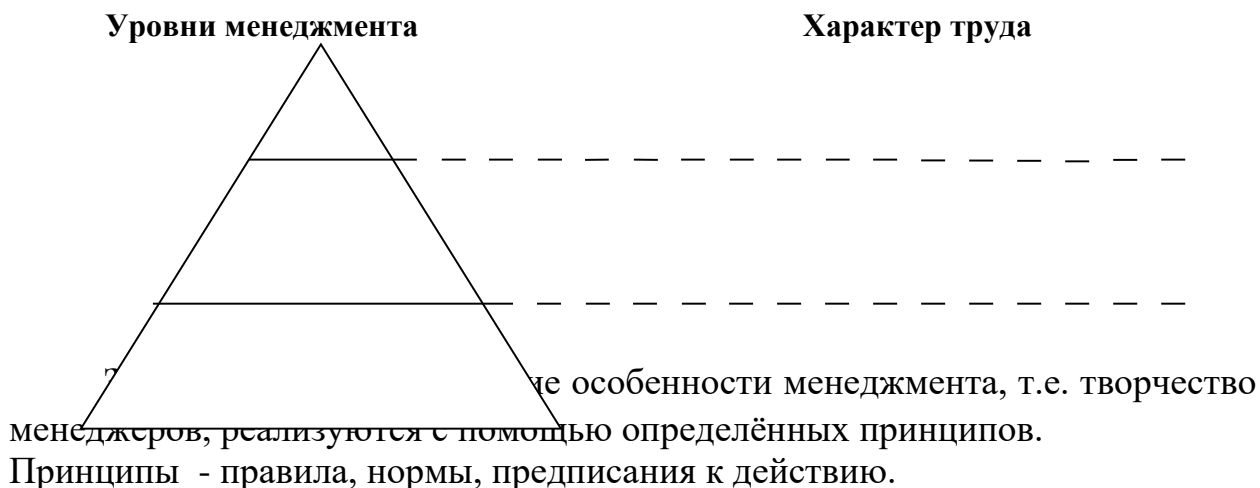 Уровни менеджмента Характер труда
особенности менеджмента, т.е. творчество
менеджеров, реализуются с помощью определённых принципов.
Принципы - правила, нормы, предписания к действию.